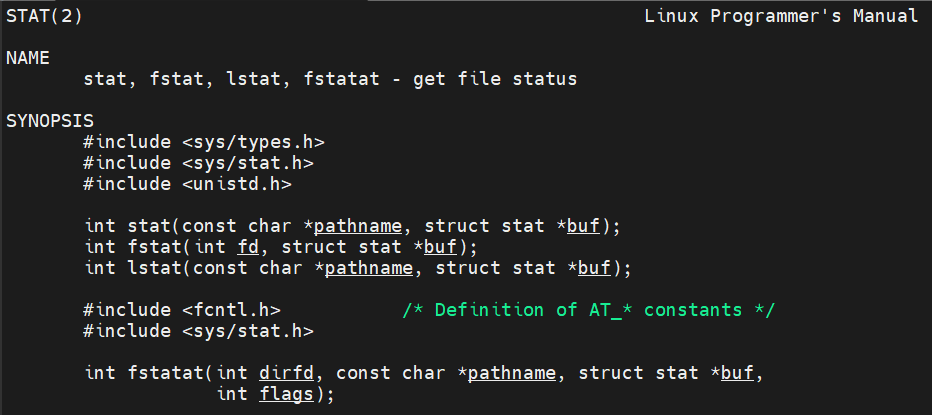 STAT(2) Linux Programmer's Manual
NAME
stat, fstat, lstat, fstatat - get file status
SYNOPSIS
#include <sys/types.h>
#include <sys/stat.h>
#include <unistd.h>
int stat(const char *pathname, struct stat *buf);
int fstat(int fd, struct stat *buf);
int lstat(const char *pathname, struct stat *buf);
#include <fcntl.h> /* Definition of AT_* constants */
#include <sys/stat.h>
int fstatat(int dirfd, const char *pathname, struct stat *buf,
int flags);